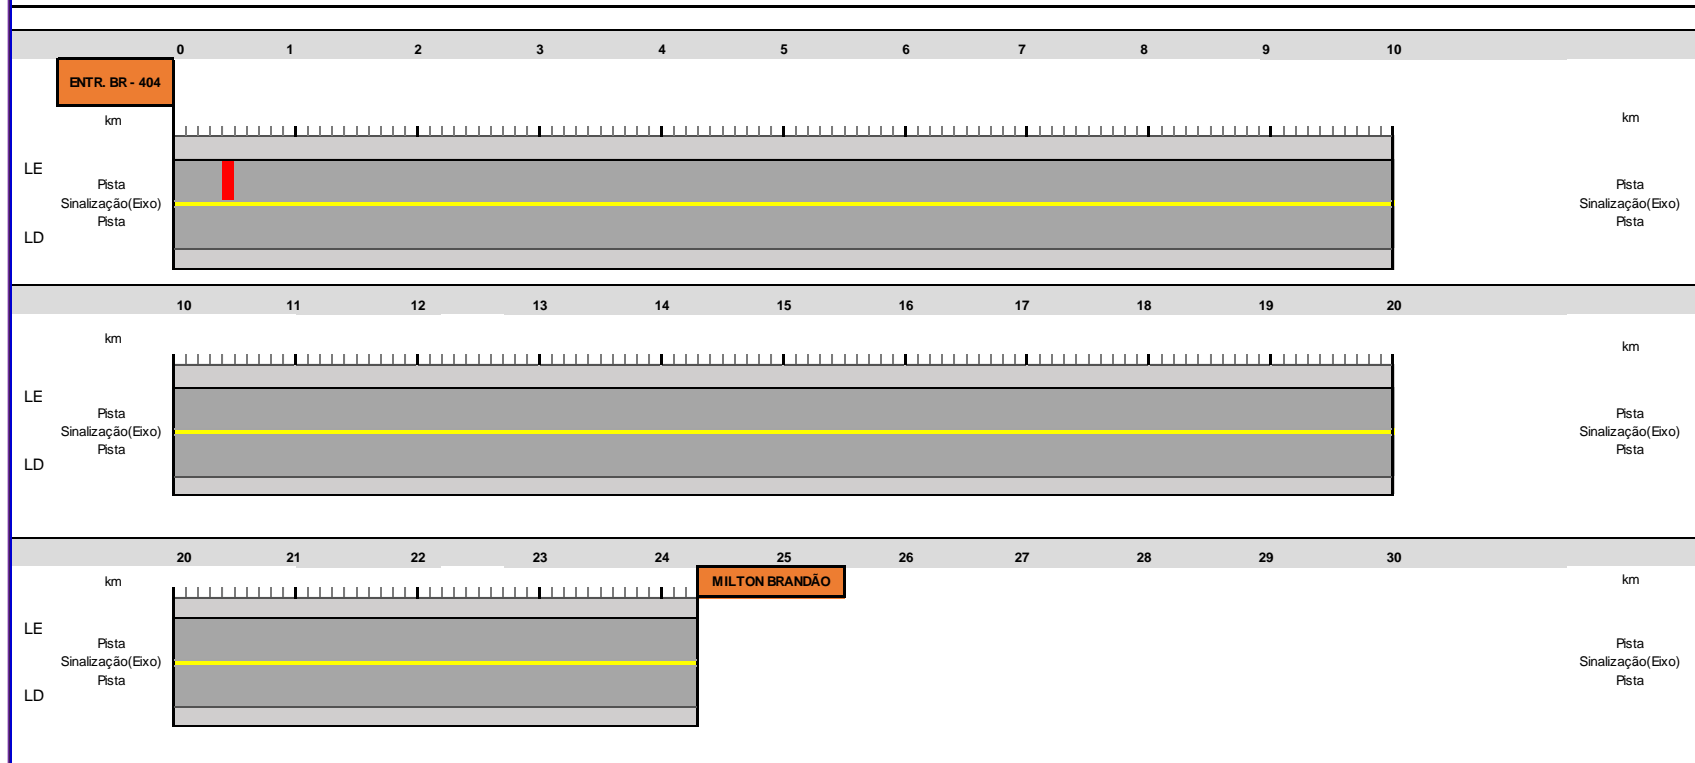 0 1 2 3 4 5 6 7 8 9 10
ENTR. BR - 404
km km
LE
Pista Pista
Sinalização(Eixo) Sinalização(Eixo)
Pista Pista
LD
10 11 12 13 14 15 16 17 18 19 20
km km
LE
Pista Pista
Sinalização(Eixo) Sinalização(Eixo)
Pista Pista
LD
20 21 22 23 24 25 26 27 28 29 30
km MILTON BRANDÃO km
LE
Pista Pista
Sinalização(Eixo) Sinalização(Eixo)
Pista Pista
LD